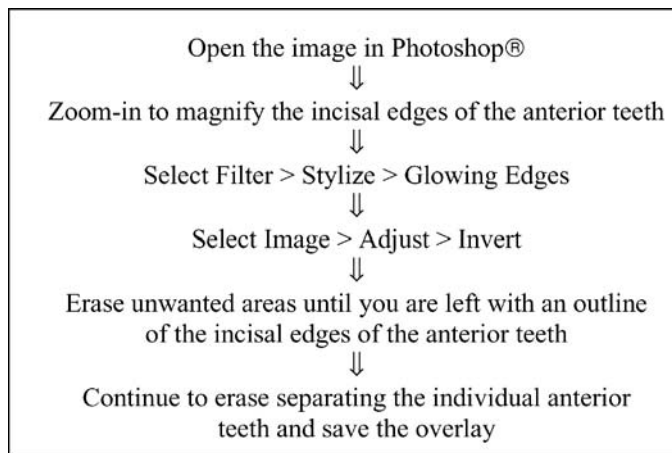 Open the image in Photoshop®
⇓
Zoom-in to magnify the incisal edges of the anterior teeth
⇓
Select Filter > Stylize > Glowing Edges
⇓
Select Image > Adjust > Invert
⇓
Erase unwanted areas until you are left with an outline
of the incisal edges of the anterior teeth
⇓
Continue to erase separating the individual anterior
teeth and save the overlay